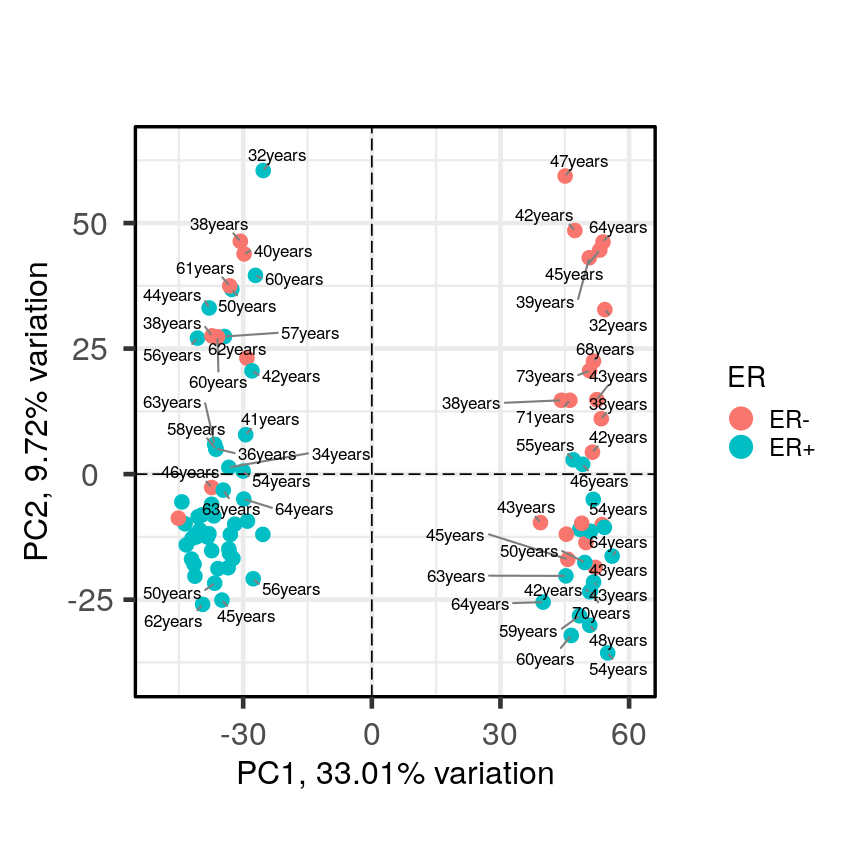 32years
47years
38years
42years
64years
40years
61years
60years
45years
44years
50years
39years
38years
57years
32years
56years
62years
68years
60years
42years
73years
43years
63years
38years
38years
41years
71years
58years
42years
36years
34years
55years
46years
54years
46years
63years
64years
43years
54years
45years
50years
64years
63years
43years
50years
56years
42years
43years
64years
62years
45years
70years
59years
48years
60years
54years
50
25
0
-25
-30
0
30
60
PC1, 33.01% variation
PC2, 9.72% variation
ER
ER-
ER+